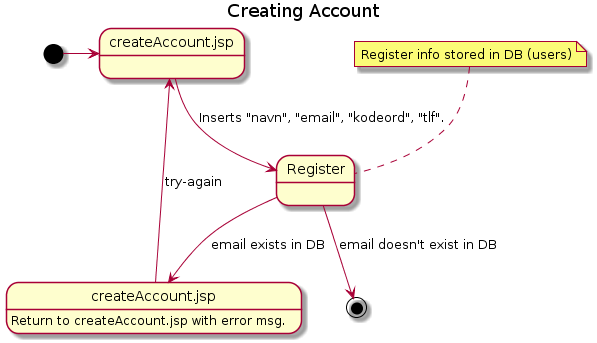 Creating Account
createAccount.jsp
Register info stored in DB (users)
Inserts "navn", "email", "kodeord", "tlf".
Register
try-again
email exists in DB
email doesn't exist in DB
createAccount.jsp
Return to createAccount.jsp with error msg.